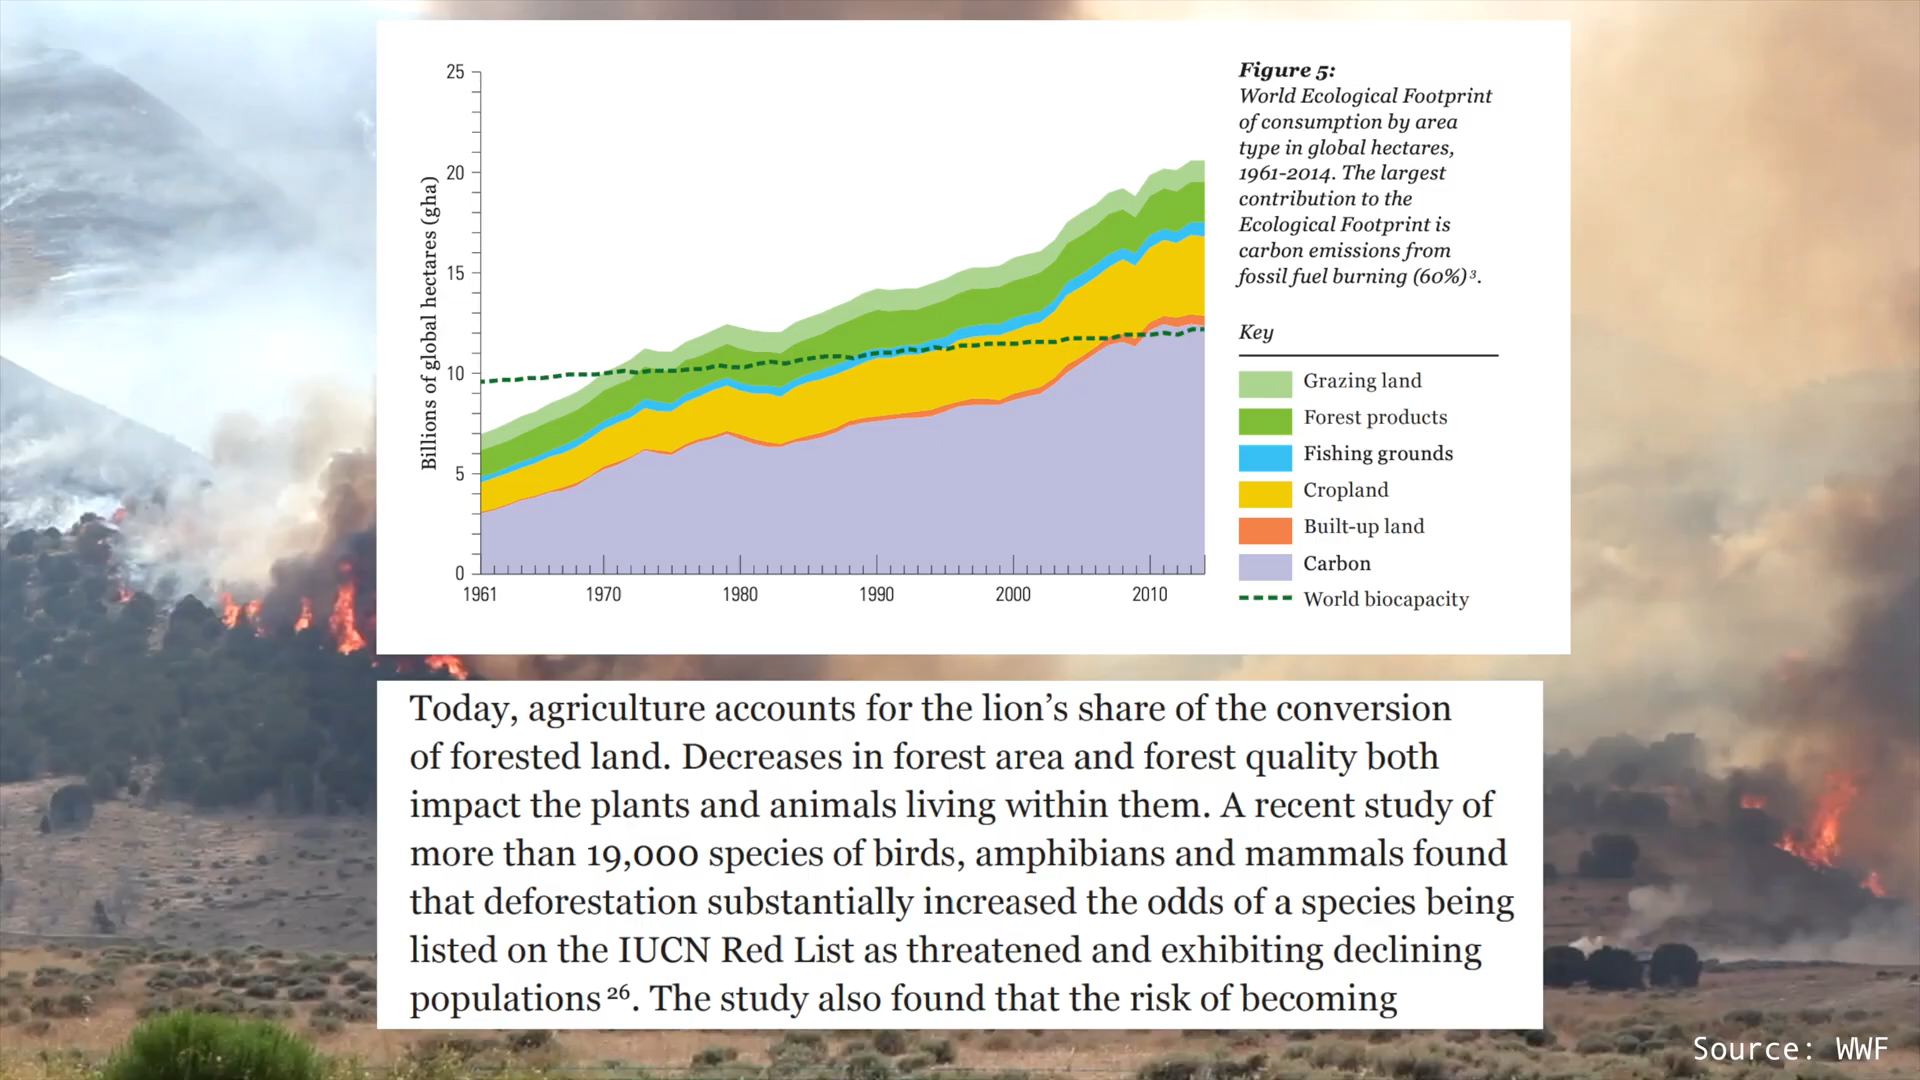 25
20
15
10
5
0
Billions of global hectares (gha)
1961
1970
1980
1990
2000
2010
Figure 5:
World Ecological Footprint
of consumption by area
type in global hectares,
1961-2014. The largest
contribution to the
Ecological Footprint is
carbon emissions from
fossil fuel burning (60%)³.
Key
Grazing land
Forest products
Fishing grounds
Cropland
Built-up land
Carbon
World biocapacity
Today, agriculture accounts for the lion’s share of the conversion
of forested land. Decreases in forest area and forest quality both
impact the plants and animals living within them. A recent study of
more than 19,000 species of birds, amphibians and mammals found
that deforestation substantially increased the odds of a species being
listed on the IUCN Red List as threatened and exhibiting declining
populations²⁶. The study also found that the risk of becoming
Source: WWF